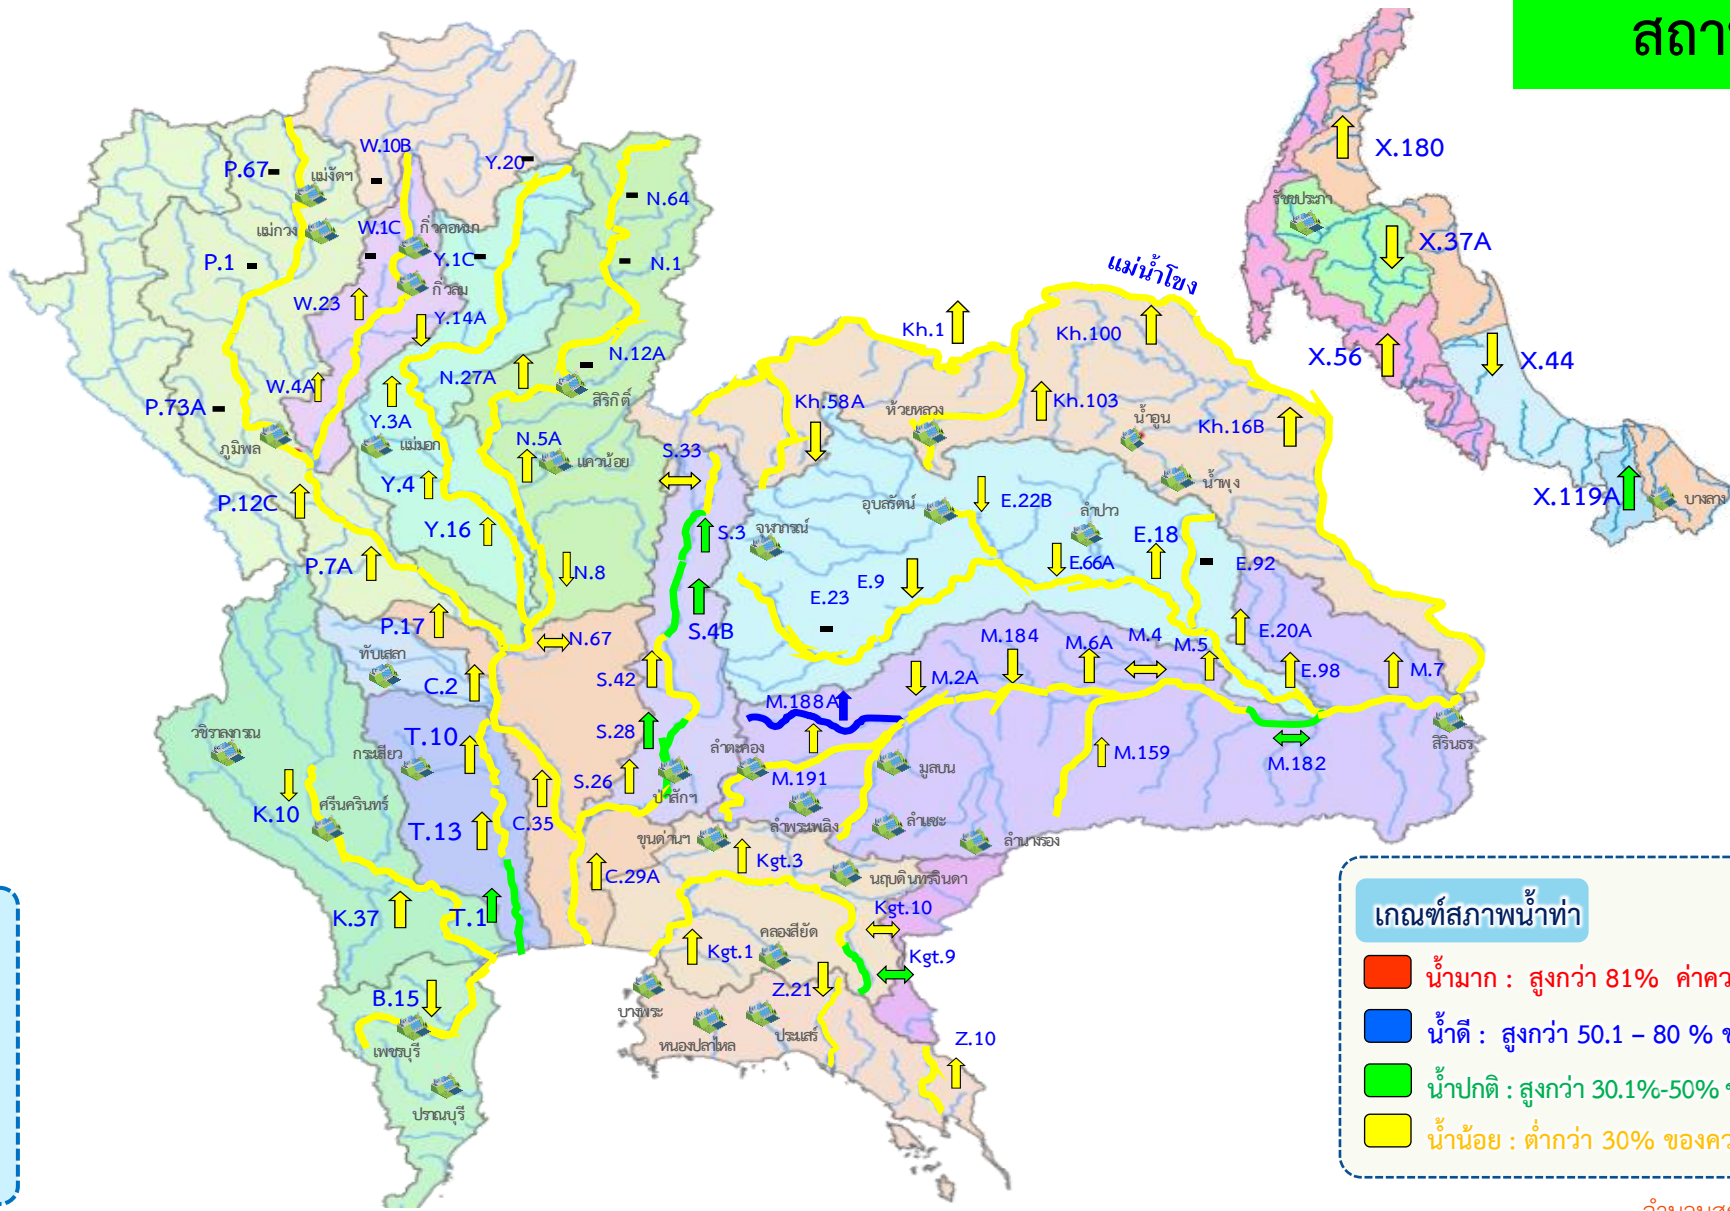 สถา
W.10B
Y.20
P.67
แม่งัดฯ
N.64
X.180
รัชชประภา
แม่กวง
W.1C
กิ่วคอหมา
Y.1C
N.1
X.37A
P.1
แม่น้ำโขง
W.23
กิ่วลม
Y.14A
Kh.1
Kh.100
X.56
X.44
N.12A
N.27A
W.4A
P.73A
Y.3A
สิริกิติ์
Kh.58A
ห้วยหลวง
Kh.103
น้ำอูน
Kh.16B
ภูมิพล
แม่มอก
N.5A
แควน้อย
S.33
Y.4
น้ำพุง
P.12C
อุบลรัตน์
E.22B
ลำปาว
X.119A
บางลาง
Y.16
S.3
จุฬาภรณ์
E.18
P.7A
N.8
E.9
E.66A
E.92
E.23
P.17
N.67
S.4B
M.184
M.6A
M.4
M.5
E.20A
ทับเสลา
C.2
S.42
M.2A
E.98
M.7
M.188A
วชิราลงกรณ
T.10
S.28
กระเสียว
ลำตะคอง
M.191
มูลบน
M.159
M.182
สิรินธร
K.10
ศรีนครินทร์
S.26
ป่าสักฯ
T.13
C.35
ขุนด่านฯ
ลำพระเพลิง
ลำแชะ
ลำนางรอง
Kgt.3
C.29A
นฤบดินทรจินดา
K.37
T.1
Kgt.10
เกณฑ์สภาพน้ำท่า
คลองสียัด
Kgt.1
Kgt.9
น้ำมาก : สูงกว่า 81% ค่าคว
B.15
Z.21
บางพระ
น้ำดี : สูงกว่า 50.1 – 80 % ข
เพชรบุรี
หนองปลาไหล
ประแสร์
Z.10
น้ำปกติ : สูงกว่า 30.1%-50% ข
ปราณบุรี
น้ำน้อย : ต่ำกว่า 30% ของคว